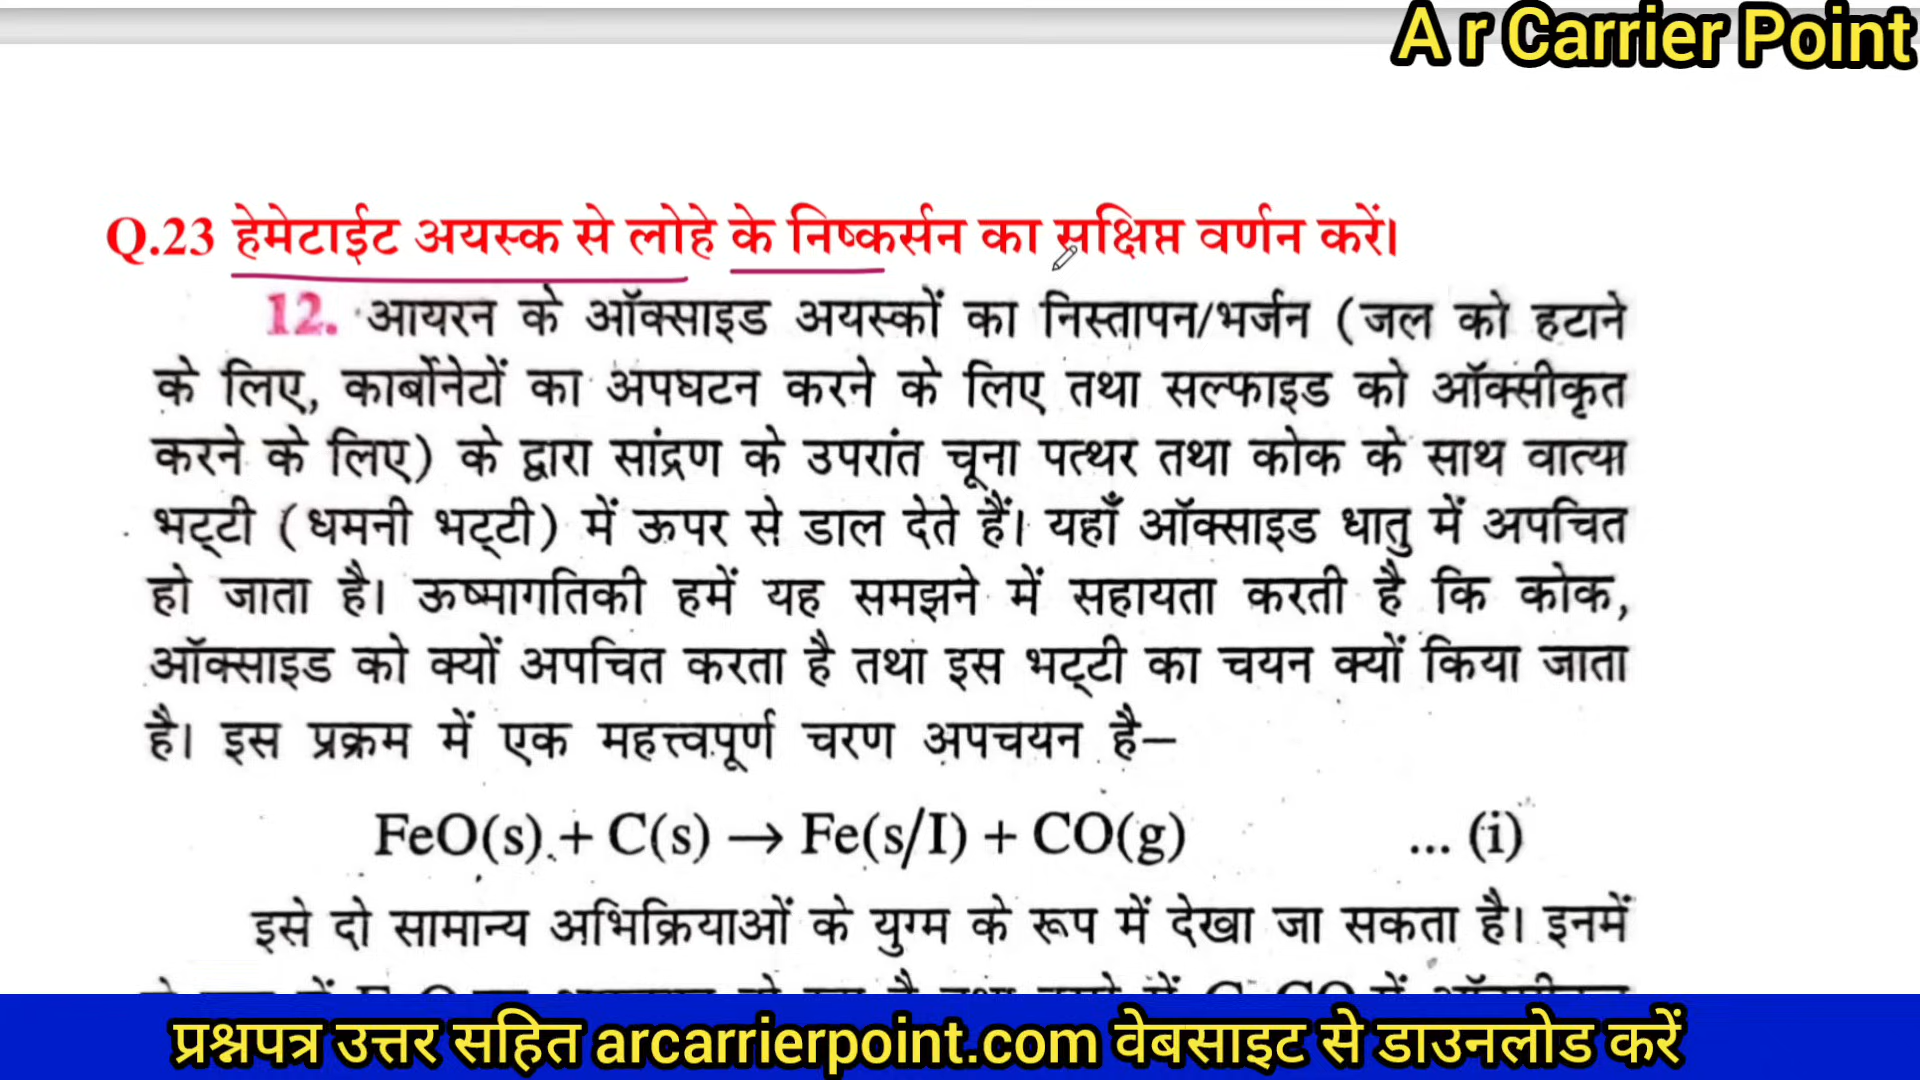 A r Carrier Point
Q.23 हेमेटाईट अयस्क से लोहे के निष्कर्सन का सक्षिप्त वर्णन करें।
12. आयरन के ऑक्साइड अयस्कों का निस्तापन/भर्जन (जल को हटाने
के लिए, कार्बोनेटों का अपघटन करने के लिए तथा सल्फाइड को ऑक्सीकृत
करने के लिए) के द्वारा सांद्रण के उपरांत चूना पत्थर तथा कोक के साथ वात्या
भट्टी (धमनी भट्टी) में ऊपर से डाल देते हैं। यहाँ ऑक्साइड धातु में अपचित
हो जाता है। ऊष्मागतिकी हमें यह समझने में सहायता करती है कि कोक,
ऑक्साइड को क्यों अपचित करता है तथा इस भट्टी का चयन क्यों किया जाता
है। इस प्रक्रम में एक महत्त्वपूर्ण चरण अपचयन है–
FeO(s) + C(s) → Fe(s/I) + CO(g) ... (i)
इसे दो सामान्य अभिक्रियाओं के युग्म के रूप में देखा जा सकता है। इनमें
प्रश्नपत्र उत्तर सहित arcarrierpoint.com वेबसाइट से डाउनलोड करें